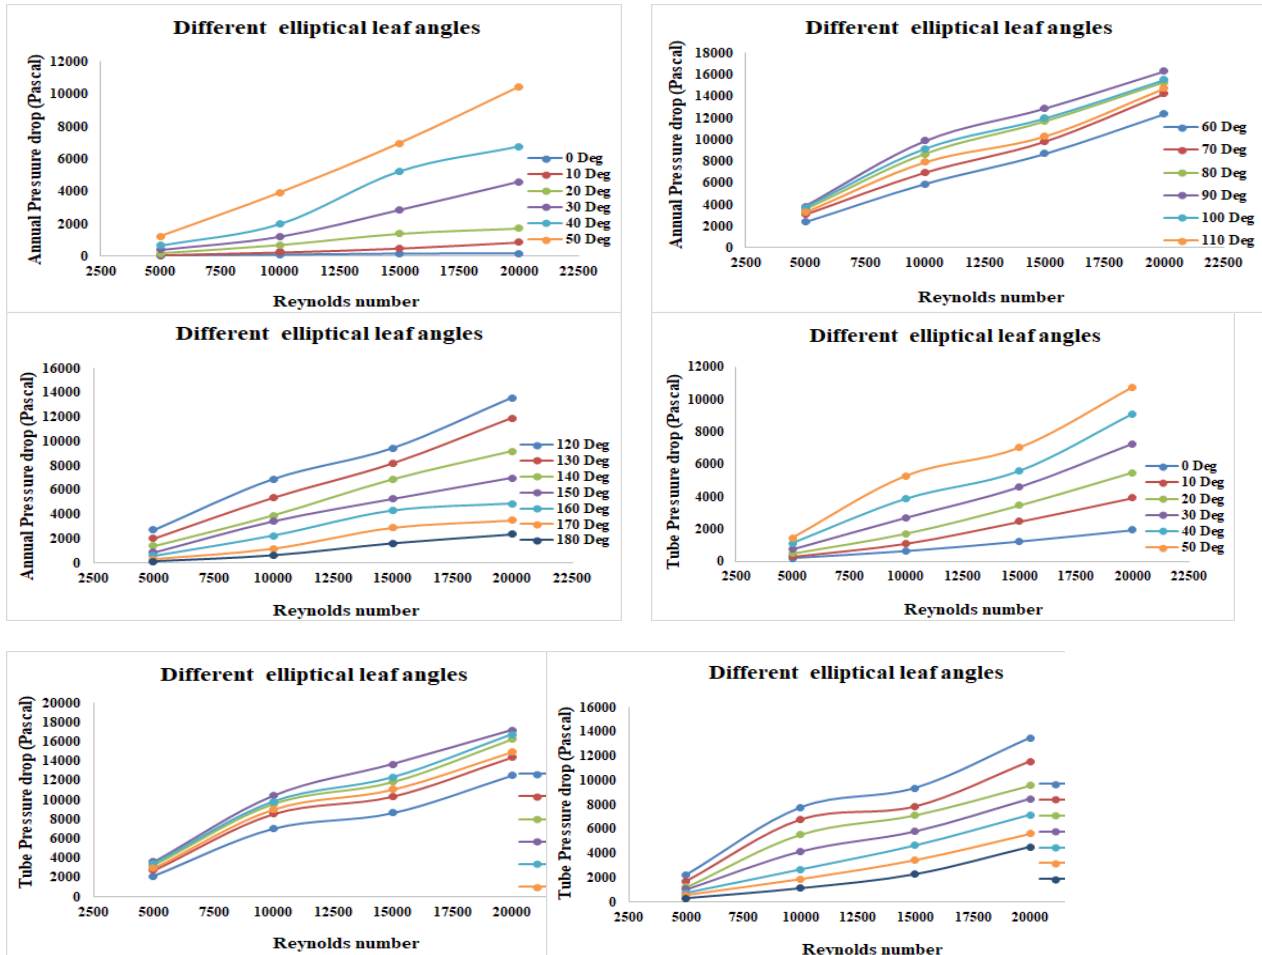 Different elliptical leaf angles
Annual Pressure drop (Pascal)
12000
10000
8000
6000
4000
2000
0
2500 5000 7500 10000 12500 15000 17500 20000 22500
Reynolds number
0 Deg
10 Deg
20 Deg
30 Deg
40 Deg
50 Deg
Different elliptical leaf angles
Annual Pressure drop (Pascal)
18000
16000
14000
12000
10000
8000
6000
4000
2000
0
2500 5000 7500 10000 12500 15000 17500 20000 22500
Reynolds number
60 Deg
70 Deg
80 Deg
90 Deg
100 Deg
110 Deg
Different elliptical leaf angles
Annual Pressure drop (Pascal)
16000
14000
12000
10000
8000
6000
4000
2000
0
2500 5000 7500 10000 12500 15000 17500 20000 22500
Reynolds number
120 Deg
130 Deg
140 Deg
150 Deg
160 Deg
170 Deg
180 Deg
Different elliptical leaf angles
Tube Pressure drop (Pascal)
12000
10000
8000
6000
4000
2000
0
2500 5000 7500 10000 12500 15000 17500 20000 22500
Reynolds number
0 Deg
10 Deg
20 Deg
30 Deg
40 Deg
50 Deg
Different elliptical leaf angles
Tube Pressure drop (Pascal)
20000
18000
16000
14000
12000
10000
8000
6000
4000
2000
0
2500 5000 7500 10000 12500 15000 17500 20000
Reynolds number
Different elliptical leaf angles
Tube Pressure drop (Pascal)
16000
14000
12000
10000
8000
6000
4000
2000
0
2500 5000 7500 10000 12500 15000 17500 20000
Reynolds number